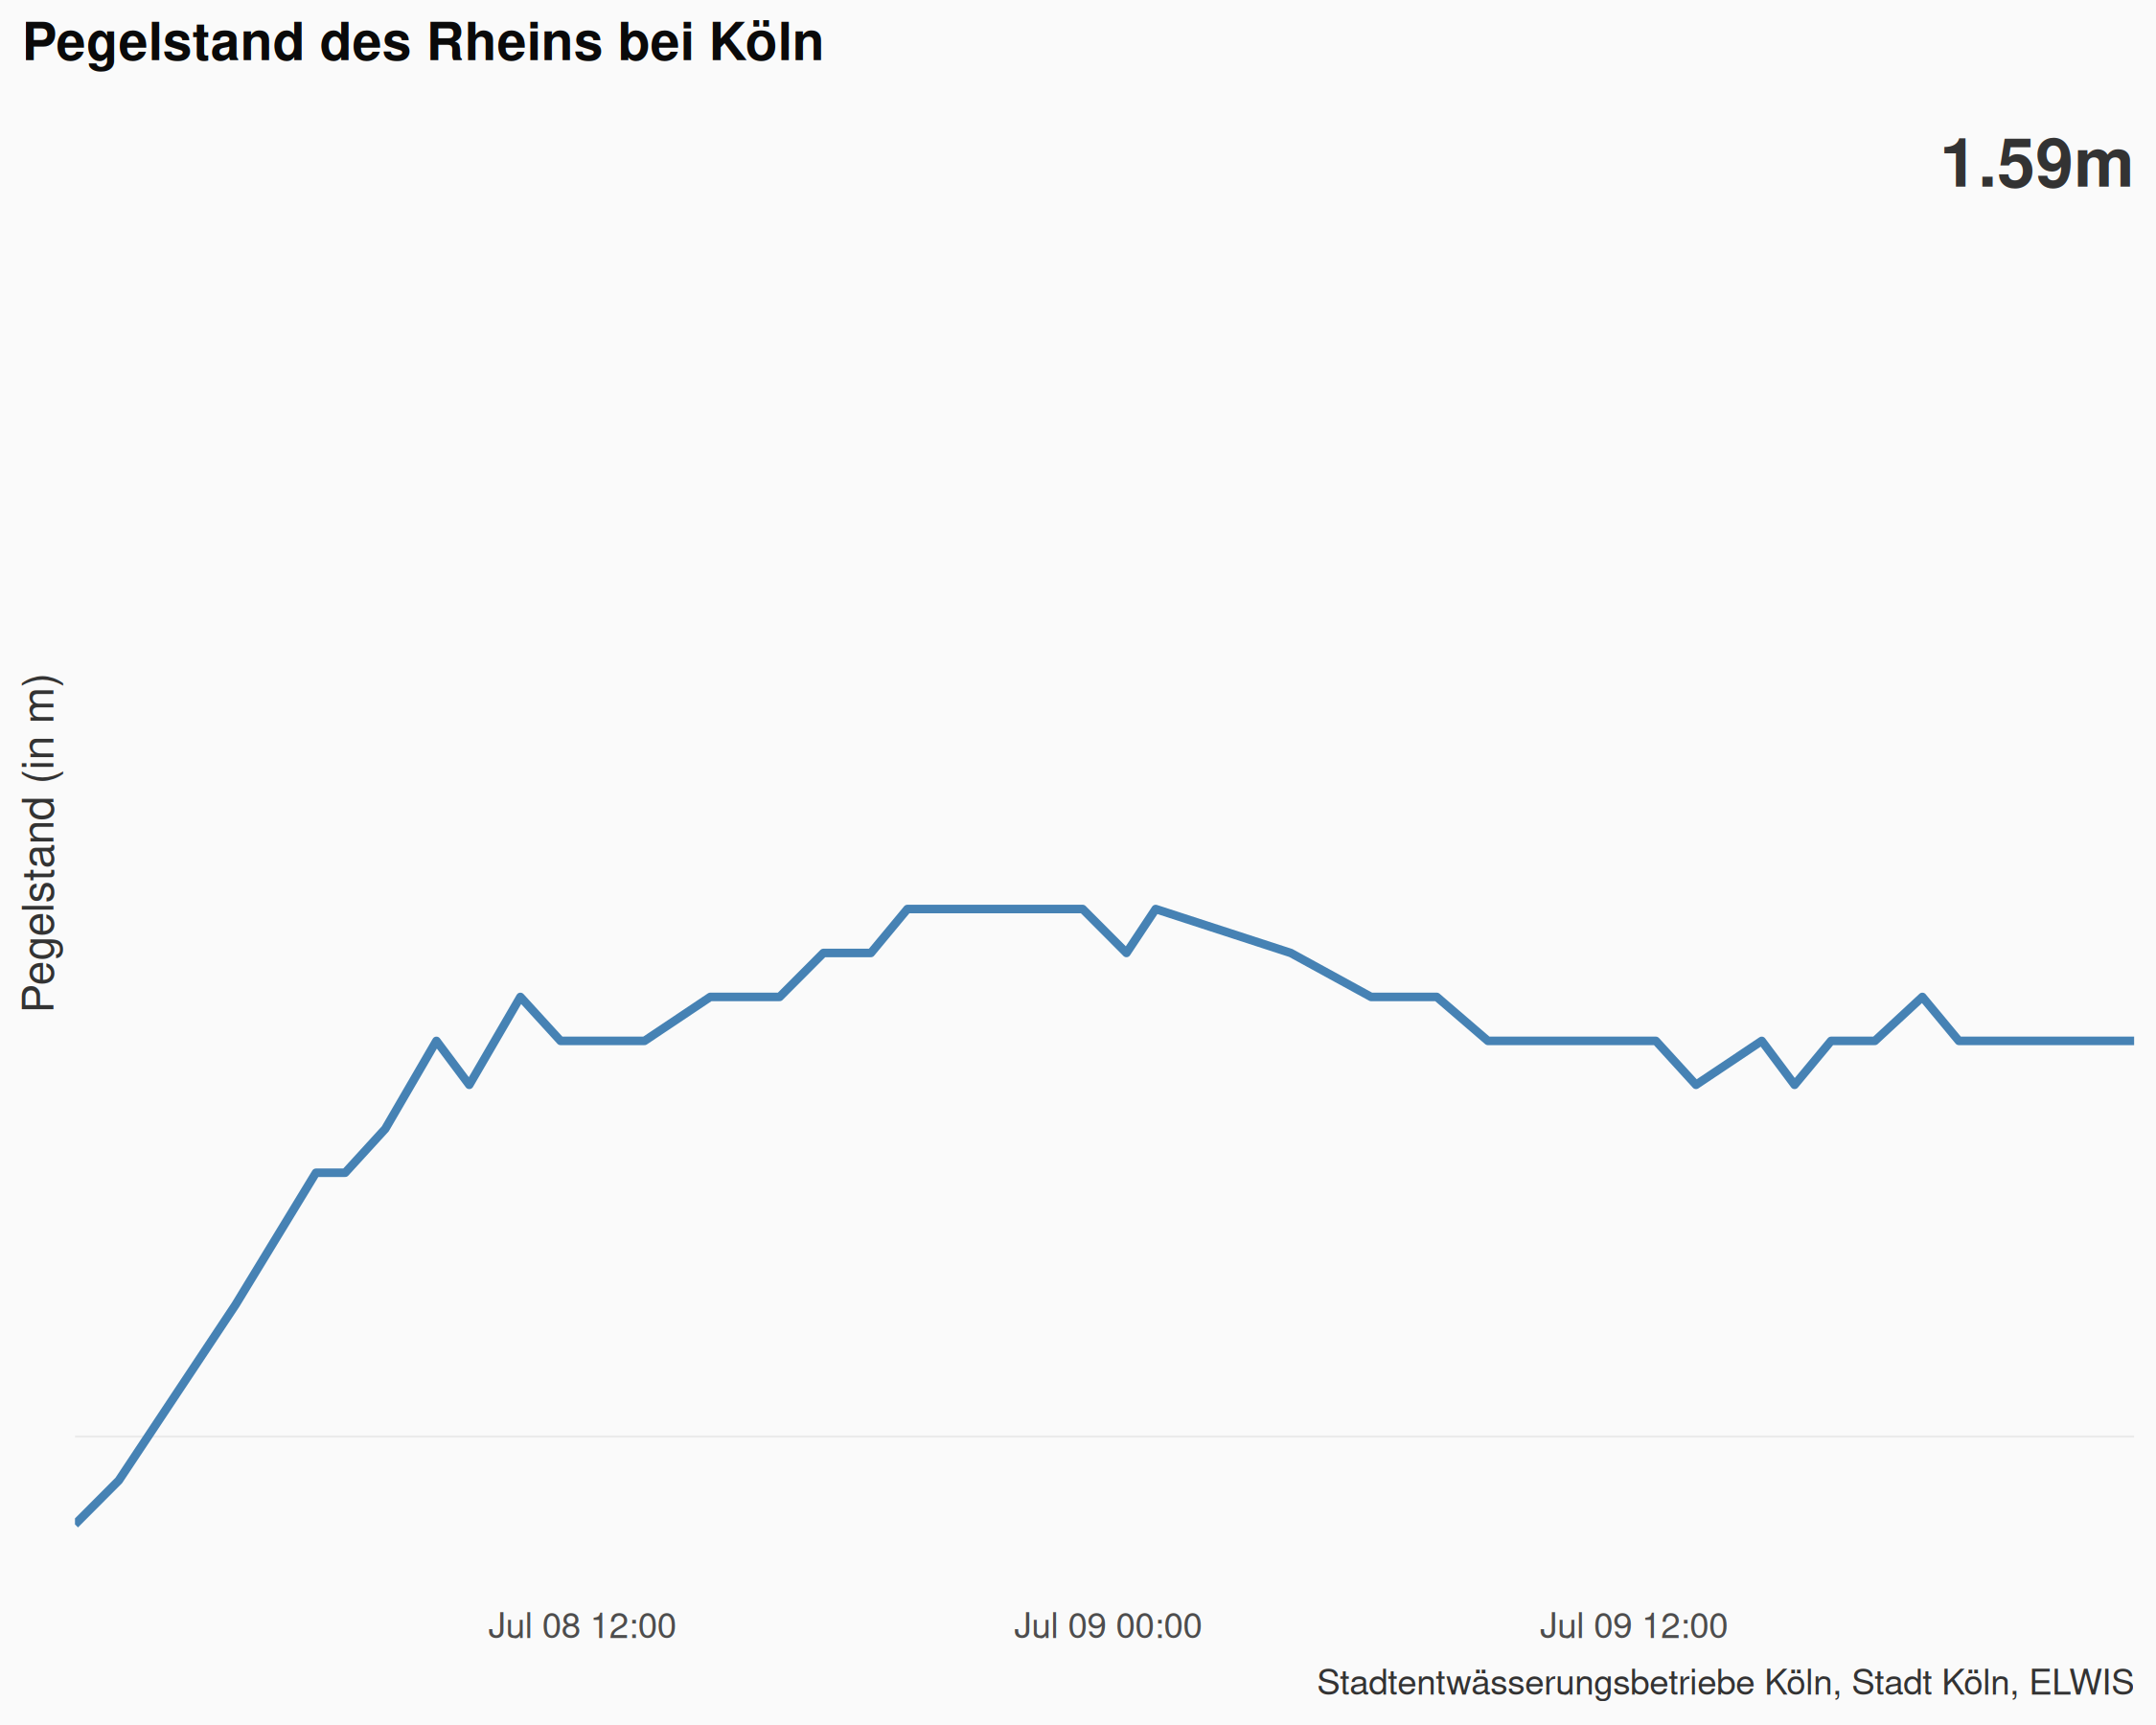 Pegelstand des Rheins bei Köln
1.59m
Pegelstand (in m)
Jul 08 12:00
Jul 09 00:00
Jul 09 12:00
Stadtentwässerungsbetriebe Köln, Stadt Köln, ELWIS